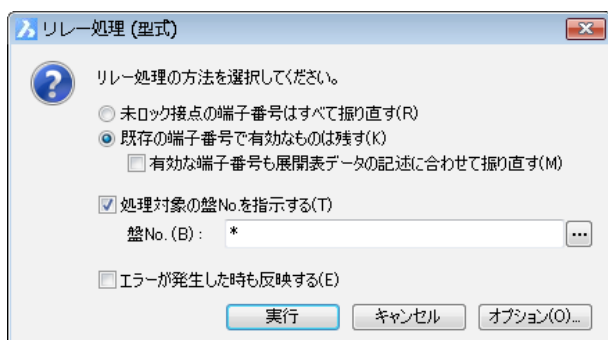 リレー処理 (型式)
リレー処理の方法を選択してください。
未ロック接点の端子番号はすべて振り直す(R)
既存の端子番号で有効なものは残す(K)
有効な端子番号も展開表データの記述に合わせて振り直す(M)
処理対象の盤No.を指示する(T)
盤No.(B) : *
...
エラーが発生した時も反映する(E)
実行 キャンセル オプション(O)...